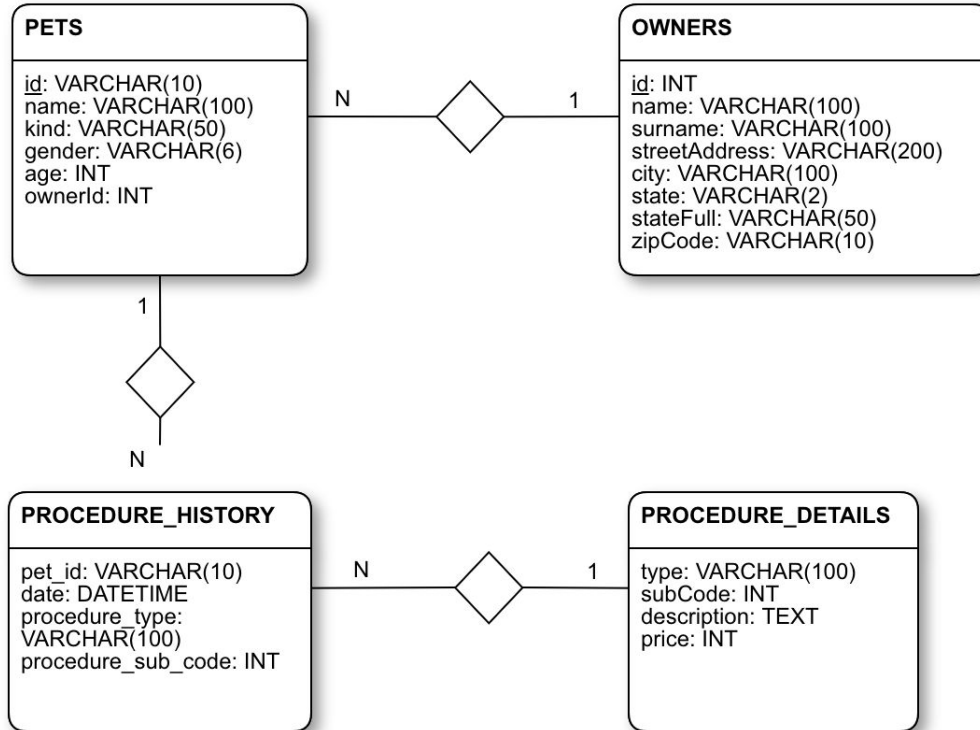 PETS
id: VARCHAR(10)
name: VARCHAR(100)
kind: VARCHAR(50)
gender: VARCHAR(6)
age: INT
ownerId: INT
N
1
OWNERS
id: INT
name: VARCHAR(100)
surname: VARCHAR(100)
streetAddress: VARCHAR(200)
city: VARCHAR(100)
state: VARCHAR(2)
stateFull: VARCHAR(50)
zipCode: VARCHAR(10)
1
N
PROCEDURE_HISTORY
pet_id: VARCHAR(10)
date: DATETIME
procedure_type:
VARCHAR(100)
procedure_sub_code: INT
N
1
PROCEDURE_DETAILS
type: VARCHAR(100)
subCode: INT
description: TEXT
price: INT